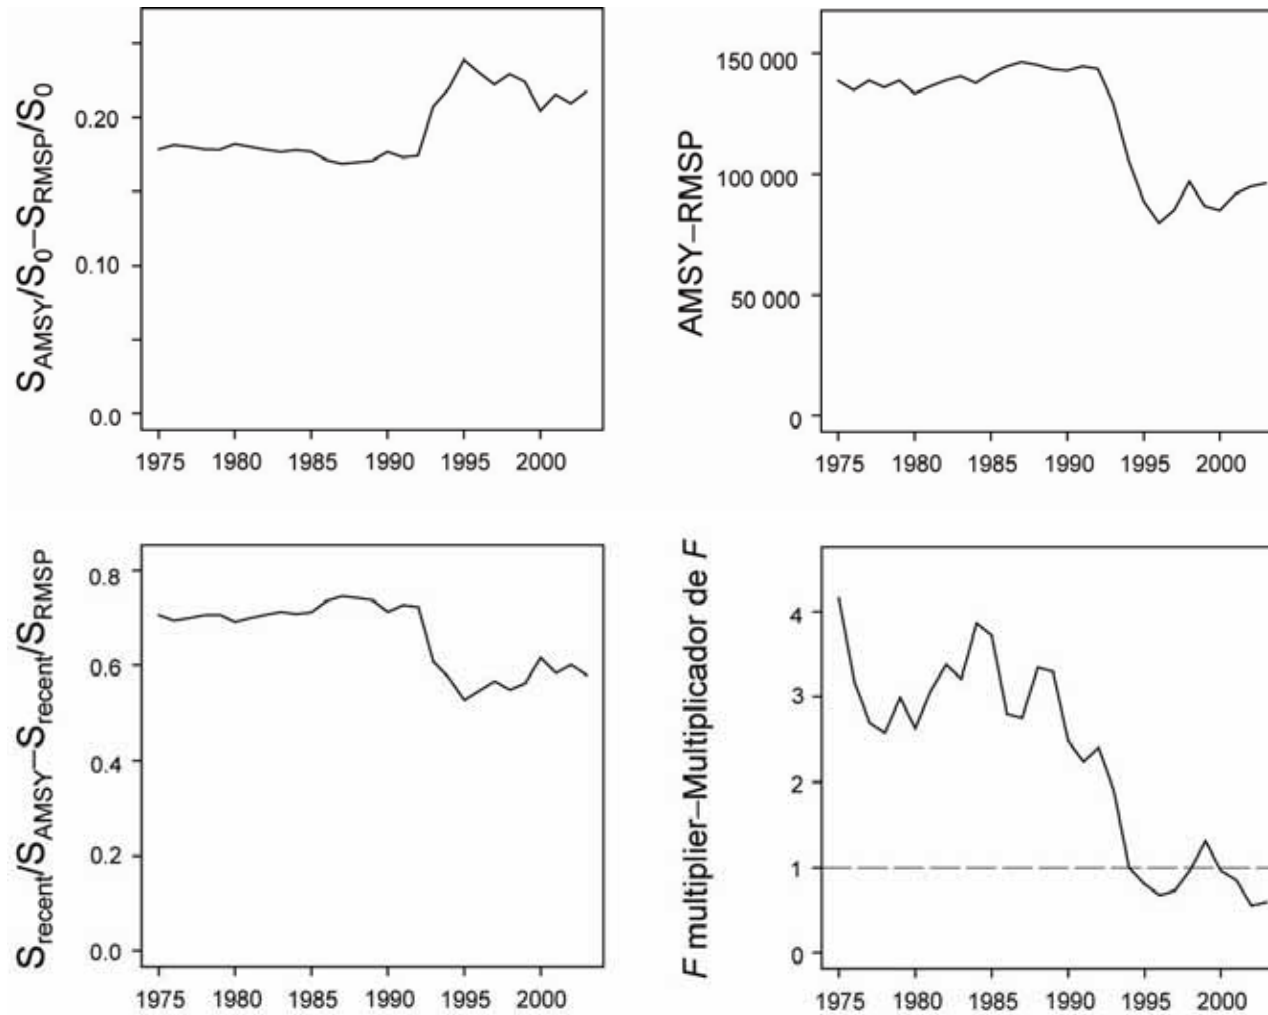 S_AMSY/S_0–S_RMSP/S_0
0.20
0.10
0.0
1975 1980 1985 1990 1995 2000
AMSY–RMSP
150 000
100 000
50 000
0
1975 1980 1985 1990 1995 2000
S_recent/S_AMSY–S_recent/S_RMSP
0.8
0.6
0.4
0.2
0.0
1975 1980 1985 1990 1995 2000
F multiplier–Multiplicador de F
4
3
2
1
0
1975 1980 1985 1990 1995 2000